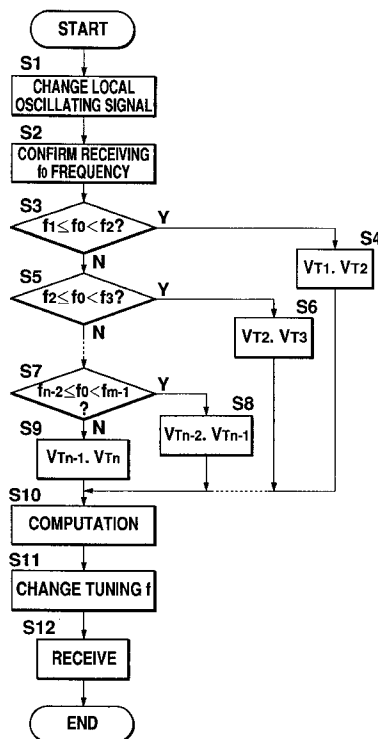 START
S1
CHANGE LOCAL
OSCILLATING SIGNAL
S2
CONFIRM RECEIVING
f0 FREQUENCY
S3
f1≤f0<f2?
Y
N
S4
VT1. VT2
S5
f2≤f0<f3?
Y
N
S6
VT2. VT3
S7
fn-2≤f0<fm-1
?
Y
N
S8
VTn-2. VTn-1
S9
VTn-1. VTn
S10
COMPUTATION
S11
CHANGE TUNING f
S12
RECEIVE
END